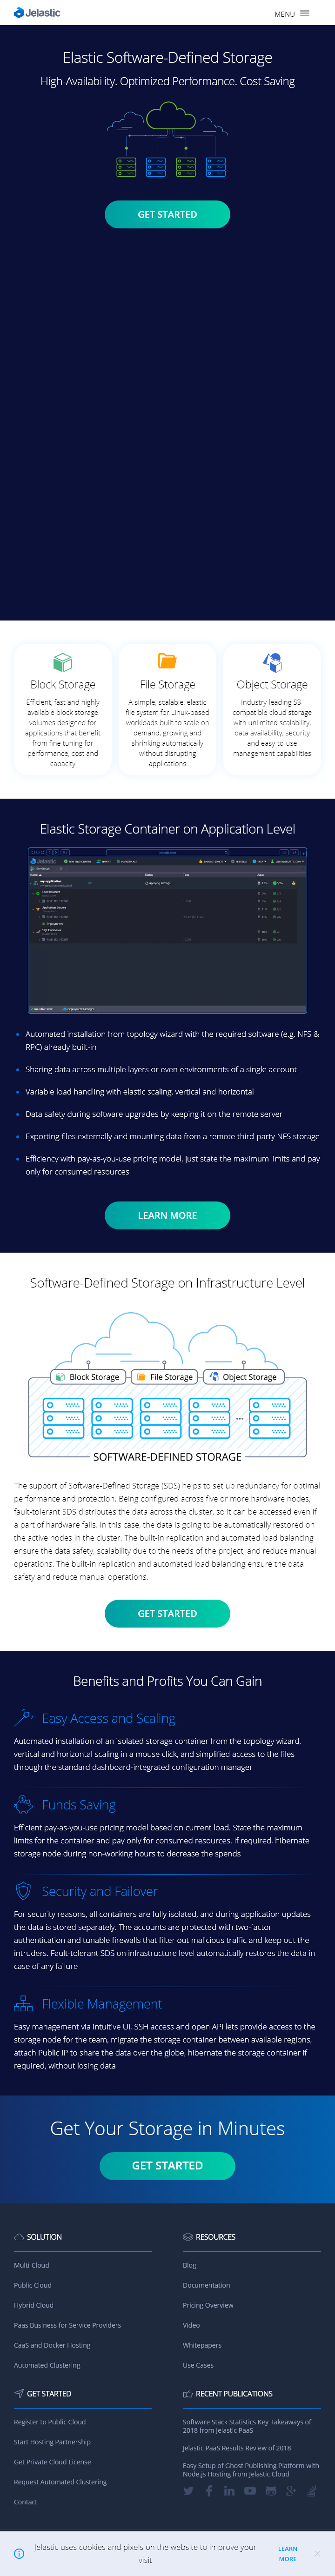 Jelastic
MENU
Elastic Software-Defined Storage
High-Availability. Optimized Performance. Cost Saving
GET STARTED
Block Storage
Efficient, fast and highly
available block storage
volumes designed for
applications that benefit
from fine tuning for
performance, cost and
capacity
File Storage
A simple, scalable, elastic
file system for Linux-based
workloads built to scale on
demand, growing and
shrinking automatically
without disrupting
applications
Object Storage
Industry-leading S3-
compatible cloud storage
with unlimited scalability,
data availability, security
and easy-to-use
management capabilities
Elastic Storage Container on Application Level
Jelastic
Automated installation from topology wizard with the required software (e.g. NFS &
RPC) already built-in
Sharing data across multiple layers or even environments of a single account
Variable load handling with elastic scaling, vertical and horizontal
Data safety during software upgrades by keeping it on the remote server
Exporting files externally and mounting data from a remote third-party NFS storage
Efficiency with pay-as-you-use pricing model, just state the maximum limits and pay
only for consumed resources
LEARN MORE
Software-Defined Storage on Infrastructure Level
Block Storage
File Storage
Object Storage
SOFTWARE-DEFINED STORAGE
The support of Software-Defined Storage (SDS) helps to set up redundancy for optimal
performance and protection. Being configured across five or more hardware nodes,
fault-tolerant SDS distributes the data across the cluster, so it can be accessed even if
a part of hardware fails. In this case, the data is going to be automatically restored to
the active nodes in the cluster. The built-in replication and automated load balancing
ensure the data safety, scalability due to the needs of the project, and reduce manual
operations. The built-in replication and automated load balancing ensure the data
safety and reduce manual operations.
GET STARTED
Benefits and Profits You Can Gain
Easy Access and Scaling
Automated installation of an isolated storage container from the topology wizard,
vertical and horizontal scaling in a mouse click, and simplified access to the files
through the standard dashboard-integrated configuration manager
Funds Saving
Efficient pay-as-you-use pricing model based on current load. State the maximum
limits for the container and pay only for consumed resources. If required, hibernate
storage node during non-working hours to decrease the spends
Security and Failover
For security reasons, all containers are fully isolated, and during application updates
the data is stored separately. The accounts are protected with two-factor
authentication and tunable firewalls that filter out malicious traffic and keep out the
intruders. Fault-tolerant SDS on infrastructure level automatically restores the data in
case of any failure
Flexible Management
Easy management via intuitive UI, SSH access and open API lets provide access to the
storage node for the team, migrate the storage container between available regions,
attach Public IP to share the data over the globe, hibernate the storage container if
required, without losing data
Get Your Storage in Minutes
GET STARTED
SOLUTION
Multi-Cloud
Public Cloud
Hybrid Cloud
Paas Business for Service Providers
CaaS and Docker Hosting
Automated Clustering
RESOURCES
Blog
Documentation
Pricing Overview
Video
Whitepapers
Use Cases
GET STARTED
Register to Public Cloud
Start Hosting Partnership
Get Private Cloud License
Request Automated Clustering
Contact
RECENT PUBLICATIONS
Software Stack Statistics Key Takeaways of
2018 from Jelastic PaaS
Jelastic PaaS Results Review of 2018
Easy Setup of Ghost Publishing Platform with
Node.js Hosting from Jelastic Cloud
Jelastic uses cookies and pixels on the website to improve your
visit
LEARN
MORE